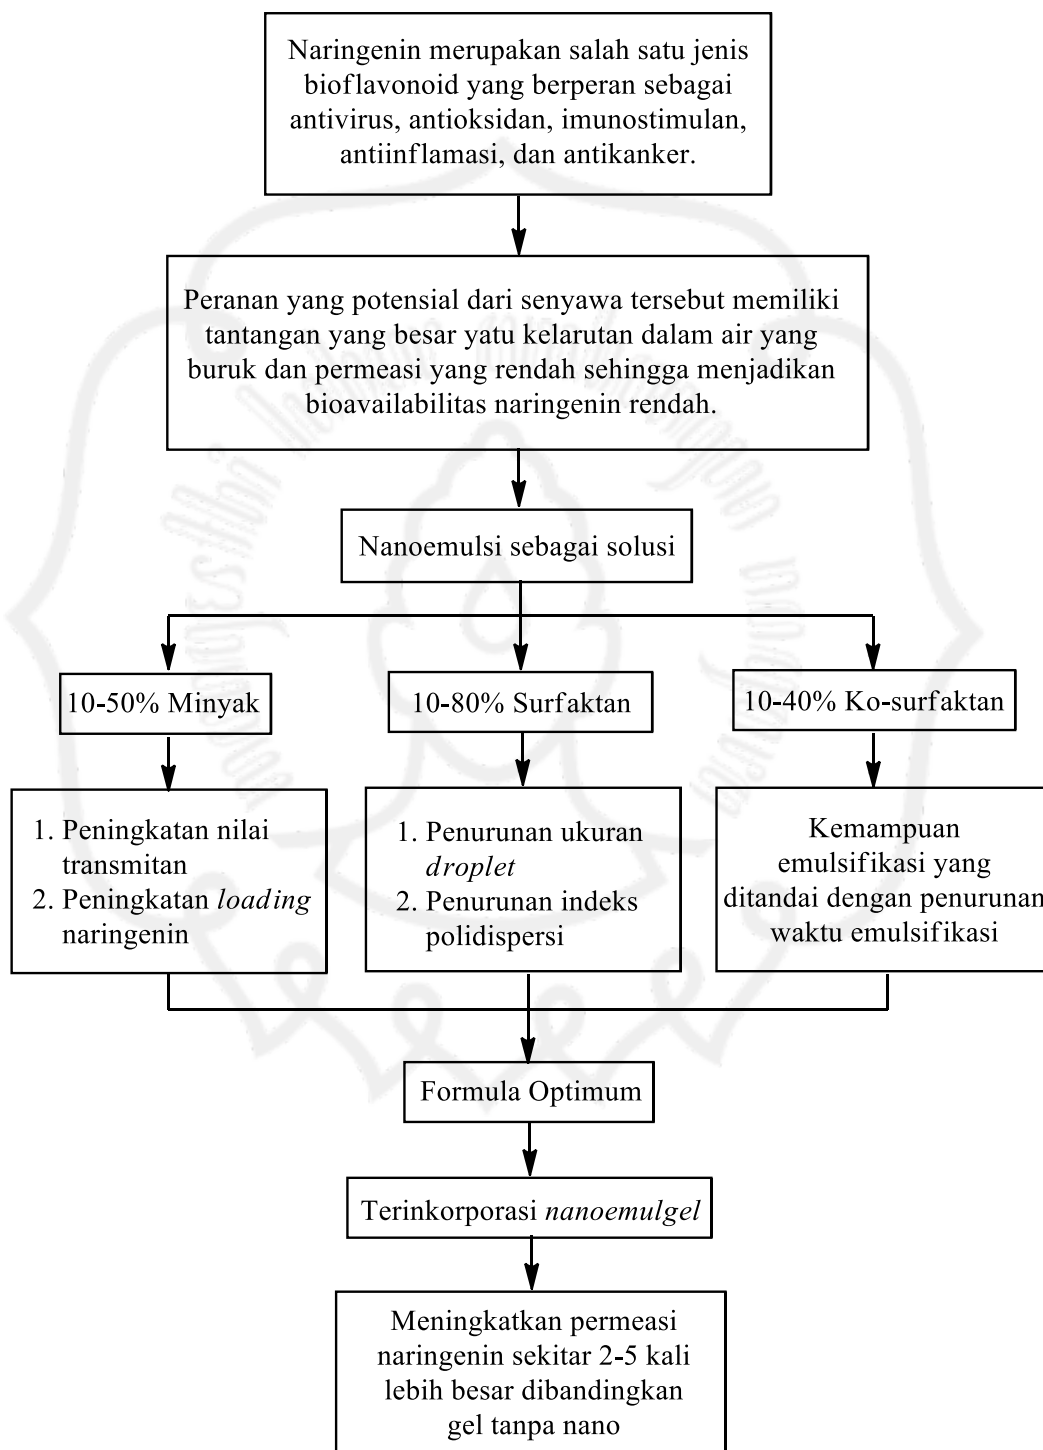 Naringenin merupakan salah satu jenis
bioflavonoid yang berperan sebagai
antivirus, antioksidan, imunostimulan,
antiinflamasi, dan antikanker.
Peranan yang potensial dari senyawa tersebut memiliki
tantangan yang besar yatu kelarutan dalam air yang
buruk dan permeasi yang rendah sehingga menjadikan
bioavailabilitas naringenin rendah.
Nanoemulsi sebagai solusi
10-50% Minyak
10-80% Surfaktan
10-40% Ko-surfaktan
1. Peningkatan nilai
transmitan
2. Peningkatan loading
naringenin
1. Penurunan ukuran
droplet
2. Penurunan indeks
polidispersi
Kemampuan
emulsifikasi yang
ditandai dengan penurunan
waktu emulsifikasi
Formula Optimum
Terinkorporasi nanoemulgel
Meningkatkan permeasi
naringenin sekitar 2-5 kali
lebih besar dibandingkan
gel tanpa nano